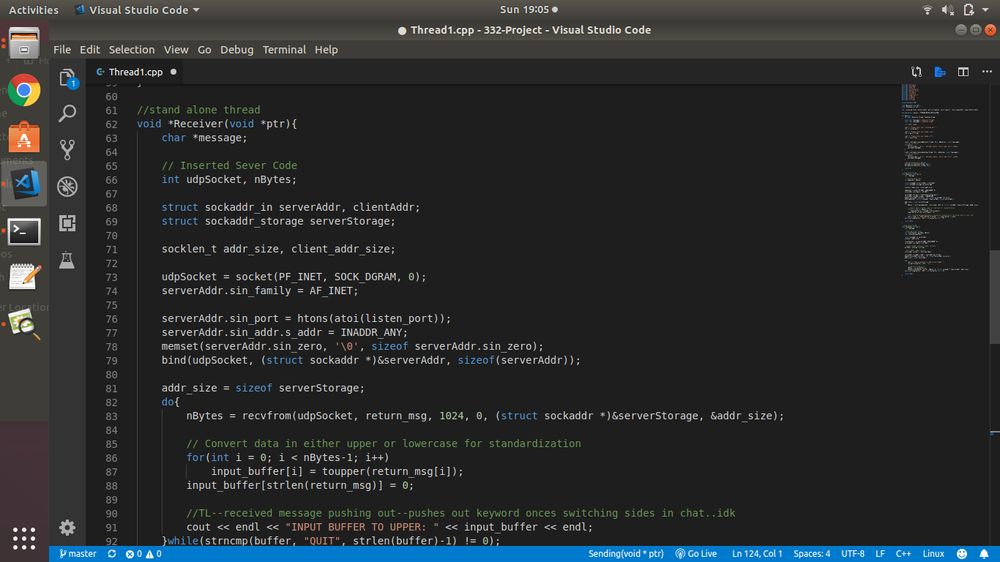 Activities Visual Studio Code Sun 19:05
Thread1.cpp - 332-Project - Visual Studio Code
File Edit Selection View Go Debug Terminal Help
Thread1.cpp
1
60
61 //stand alone thread
62 void *Receiver(void *ptr){
63 char *message;
64
65 // Inserted Sever Code
66 int udpSocket, nBytes;
67
68 struct sockaddr_in serverAddr, clientAddr;
69 struct sockaddr_storage serverStorage;
70
71 socklen_t addr_size, client_addr_size;
72
73 udpSocket = socket(PF_INET, SOCK_DGRAM, 0);
74 serverAddr.sin_family = AF_INET;
75
76 serverAddr.sin_port = htons(atoi(listen_port));
77 serverAddr.sin_addr.s_addr = INADDR_ANY;
78 memset(serverAddr.sin_zero, '\0', sizeof serverAddr.sin_zero);
79 bind(udpSocket, (struct sockaddr *)&serverAddr, sizeof(serverAddr));
80
81 addr_size = sizeof serverStorage;
82 do{
83 nBytes = recvfrom(udpSocket, return_msg, 1024, 0, (struct sockaddr *)&serverStorage, &addr_size);
84
85 // Convert data in either upper or lowercase for standardization
86 for(int i = 0; i < nBytes-1; i++)
87 input_buffer[i] = toupper(return_msg[i]);
88 input_buffer[strlen(return_msg)] = 0;
89
90 //TL--received message pushing out--pushes out keyword onces switching sides in chat..idk
91 cout << endl << "INPUT BUFFER TO UPPER: " << input_buffer << endl;
92 }while(strncmp(buffer, "QUIT", strlen(buffer)-1) != 0);
master 0 0 Sending(void * ptr) Go Live Ln 124, Col 1 Spaces: 4 UTF-8 LF C++ Linux